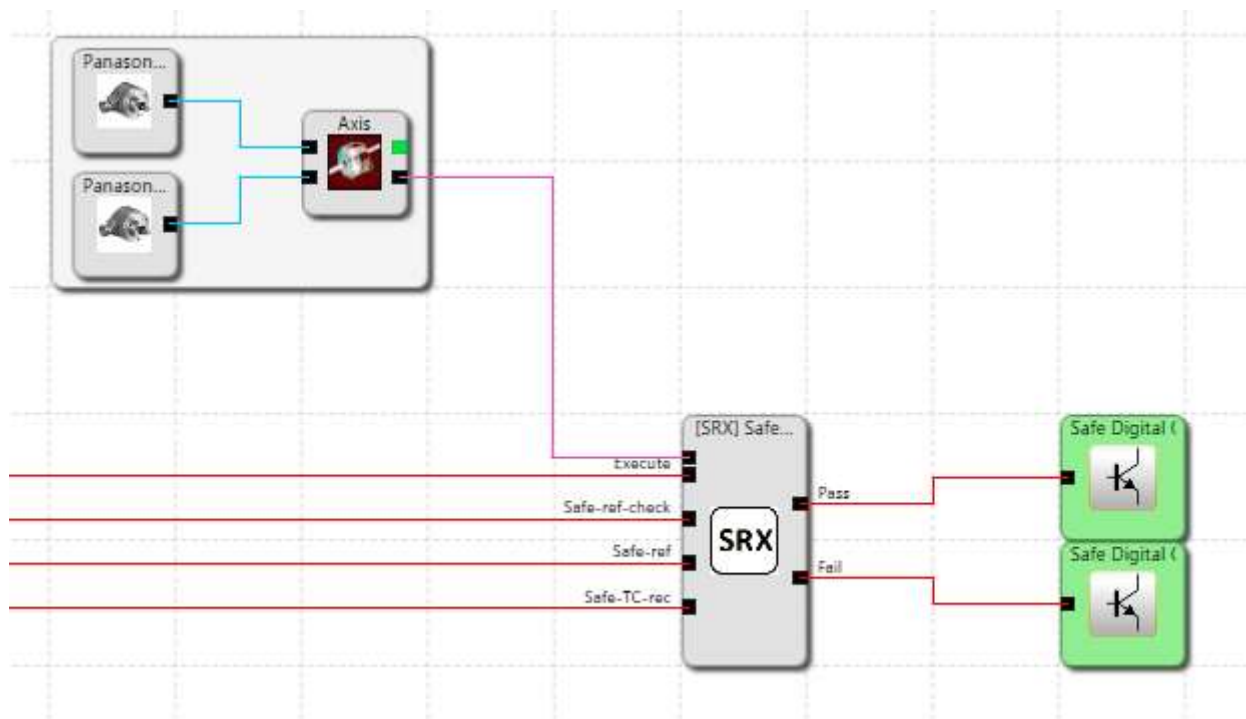 Panason...
Axis
Panason...
[SRX] Safe...
Execute
Safe-ref-check
Safe-ref
Safe-TC-rec
SRX
Pass
Fail
Safe Digital (
Safe Digital (